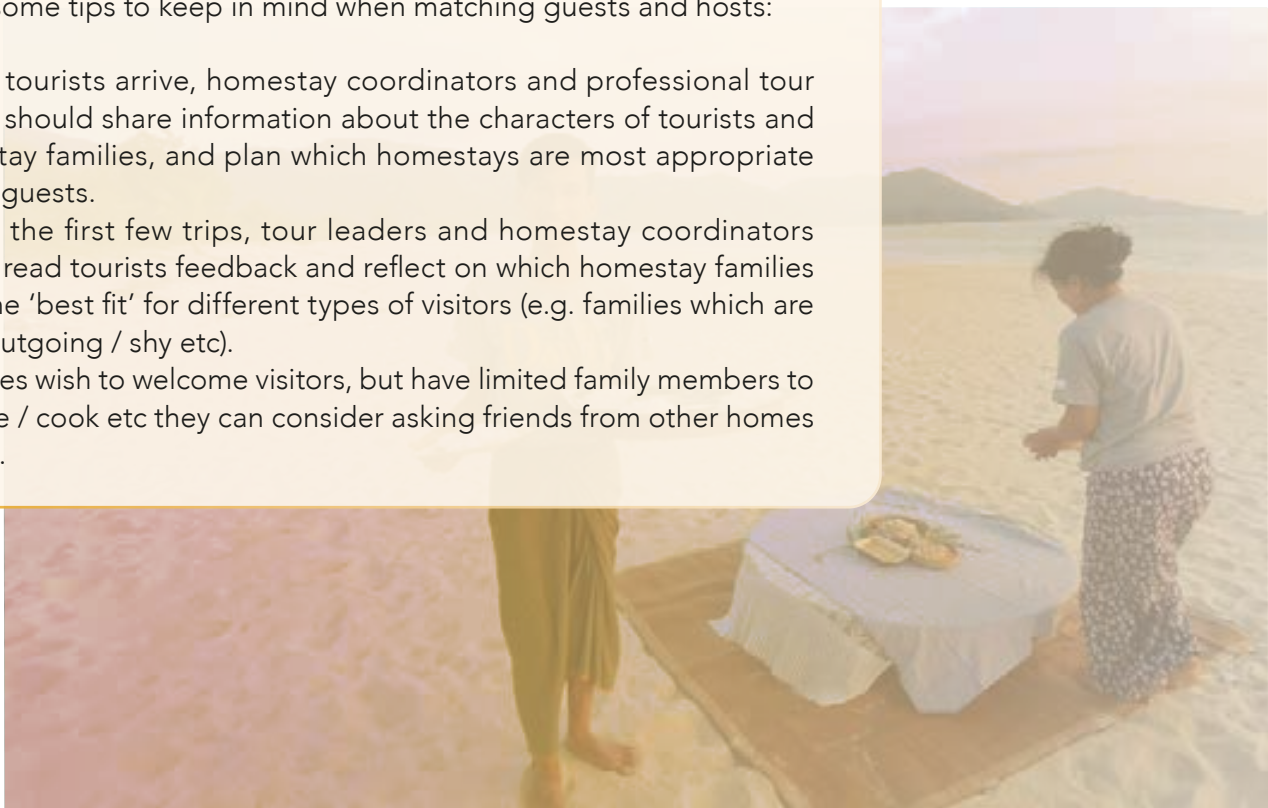 ome tips to keep in mind when matching guests and hosts:
tourists arrive, homestay coordinators and professional tour
should share information about the characters of tourists and
tay families, and plan which homestays are most appropriate
guests.
the first few trips, tour leaders and homestay coordinators
read tourists feedback and reflect on which homestay families
e ‘best fit’ for different types of visitors (e.g. families which are
utgoing / shy etc).
es wish to welcome visitors, but have limited family members to
e / cook etc they can consider asking friends from other homes
.